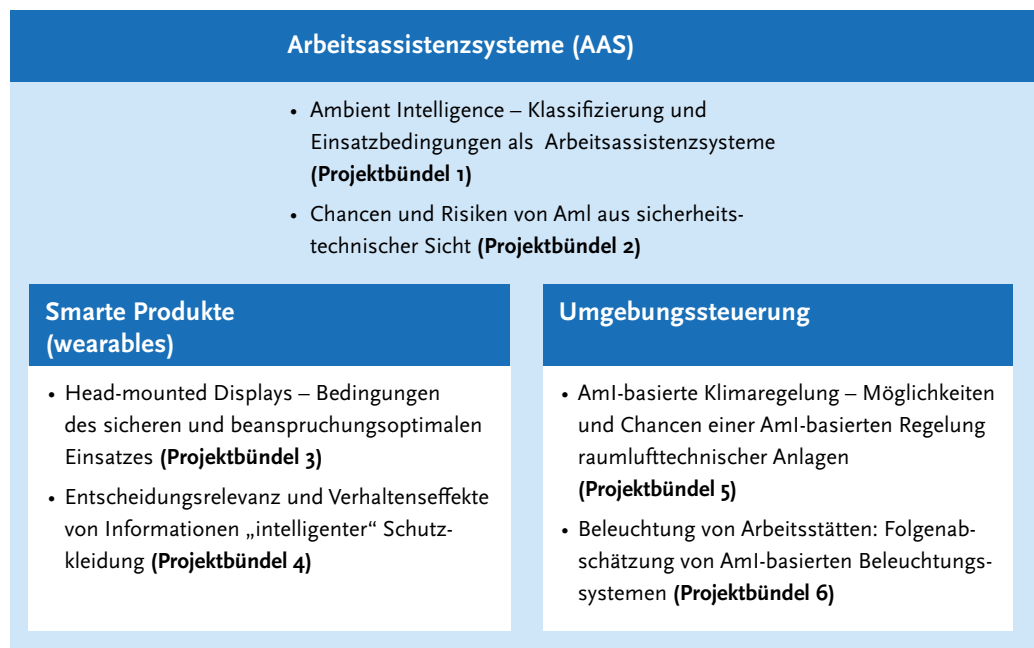 Arbeitsassistenzsysteme (AAS)
• Ambient Intelligence – Klassifizierung und
Einsatzbedingungen als Arbeitsassistenzsysteme
(Projektbündel 1)
• Chancen und Risiken von AmI aus sicherheits-
technischer Sicht (Projektbündel 2)
Smarte Produkte
(wearables)
• Head-mounted Displays – Bedingungen
des sicheren und beanspruchungsoptimalen
Einsatzes (Projektbündel 3)
• Entscheidungsrelevanz und Verhaltenseffekte
von Informationen „intelligenter“ Schutz-
kleidung (Projektbündel 4)
Umgebungssteuerung
• AmI-basierte Klimaregelung – Möglichkeiten
und Chancen einer AmI-basierten Regelung
raumlufttechnischer Anlagen
(Projektbündel 5)
• Beleuchtung von Arbeitsstätten: Folgenab-
schätzung von AmI-basierten Beleuchtungs-
systemen (Projektbündel 6)